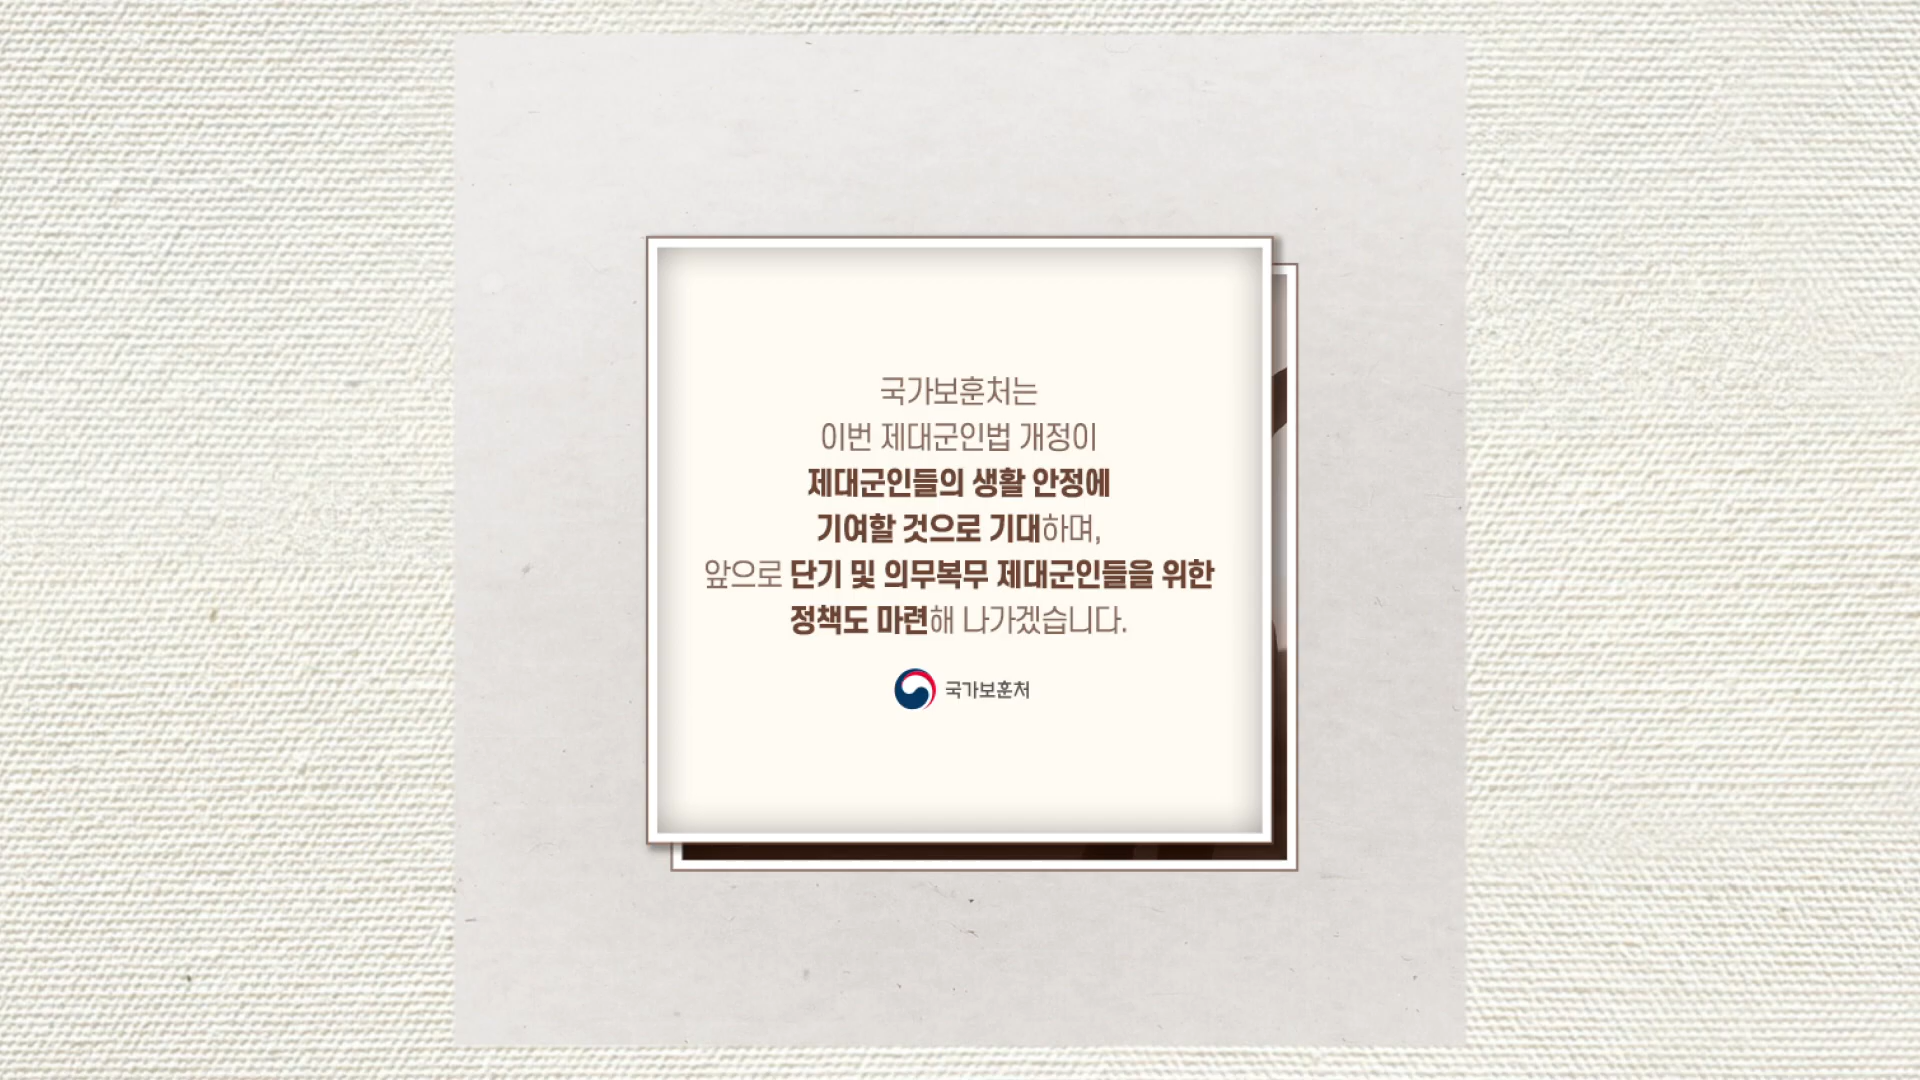 국가보훈처는
이번 제대군인법 개정이
제대군인들의 생활 안정에
기여할 것으로 기대하며,
앞으로 단기 및 의무복무 제대군인들을 위한
정책도 마련해 나가겠습니다.
국가보훈처